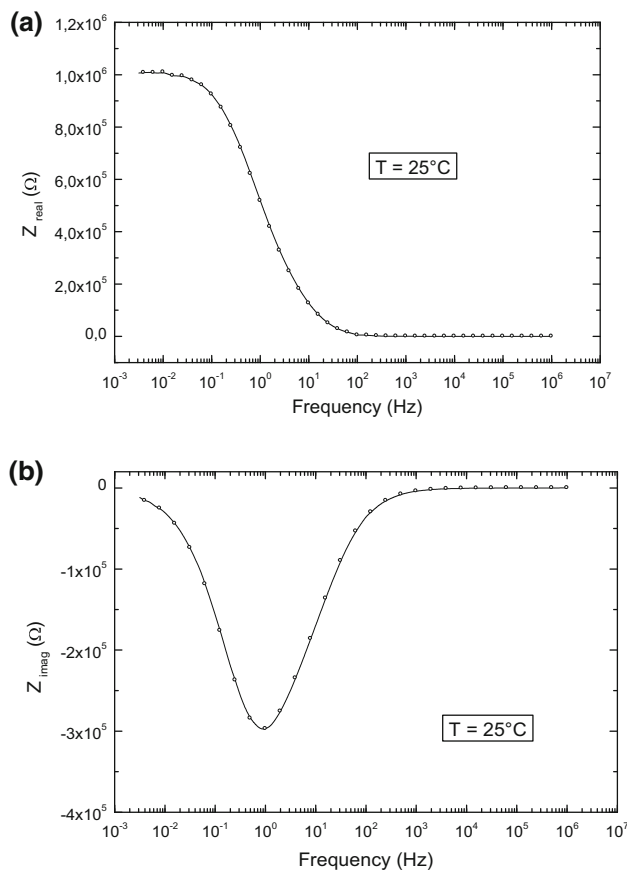 (a)
1,2x10⁶
1,0x10⁶
8,0x10⁵
6,0x10⁵
4,0x10⁵
2,0x10⁵
0,0
Z real (Ω)
T = 25°C
10⁻³ 10⁻² 10⁻¹ 10⁰ 10¹ 10² 10³ 10⁴ 10⁵ 10⁶ 10⁷
Frequency (Hz)
(b)
0
-1x10⁵
-2x10⁵
-3x10⁵
-4x10⁵
Z imag (Ω)
T = 25°C
10⁻³ 10⁻² 10⁻¹ 10⁰ 10¹ 10² 10³ 10⁴ 10⁵ 10⁶ 10⁷
Frequency (Hz)